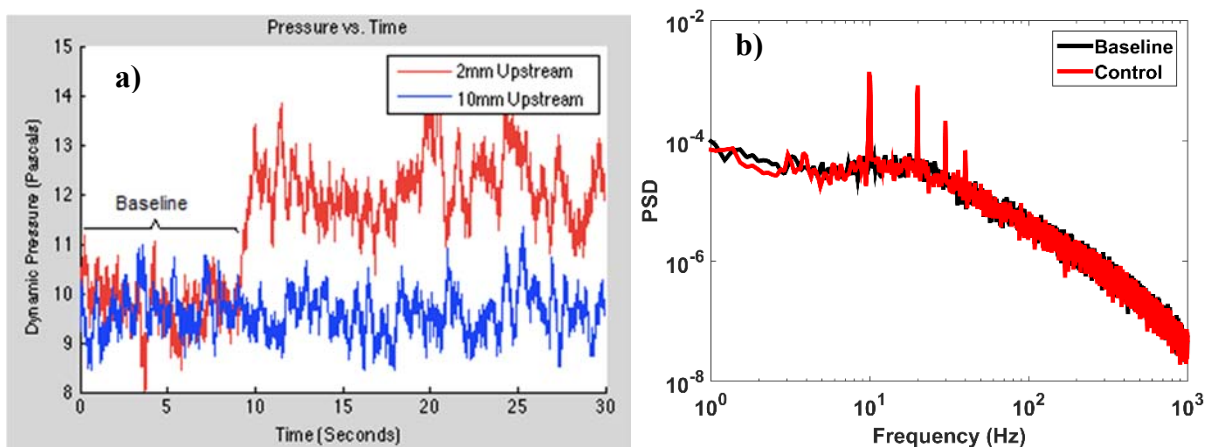 Pressure vs. Time
a)
2mm Upstream
10mm Upstream
Baseline
Dynamic Pressure (Pascals)
15
14
13
12
11
10
9
8
0 5 10 15 20 25 30
Time (Seconds)
b)
Baseline
Control
PSD
10-2
10-4
10-6
10-8
100 101 102 103
Frequency (Hz)